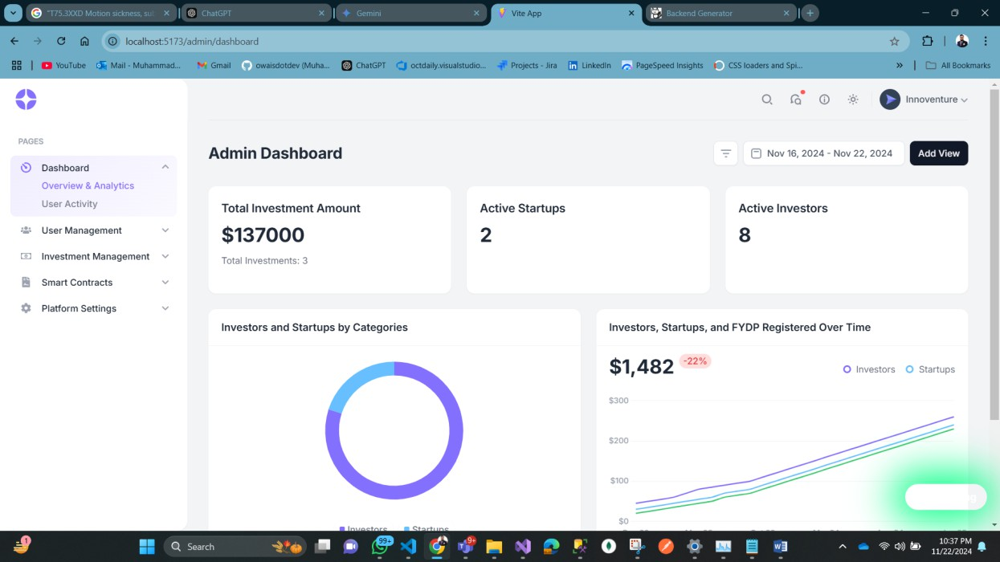 "T75.3XXD Motion sickness, su
ChatGPT
Gemini
Vite App
Backend Generator
localhost:5173/admin/dashboard
YouTube
Mail - Muhammad...
Gmail
owaisdotdev (Muha...
ChatGPT
octdaily.visualstudio...
Projects - Jira
LinkedIn
PageSpeed Insights
CSS loaders and Spi...
All Bookmarks
Innoventure
PAGES
Dashboard
Overview & Analytics
User Activity
User Management
Investment Management
Smart Contracts
Platform Settings
Admin Dashboard
Nov 16, 2024 - Nov 22, 2024
Add View
Total Investment Amount
$137000
Total Investments: 3
Active Startups
2
Active Investors
8
Investors and Startups by Categories
Investors
Startups
Investors, Startups, and FYDP Registered Over Time
$1,482
-22%
Investors
Startups
$300
$200
$100
$0
1
Search
99+
9+
10:37 PM
11/22/2024